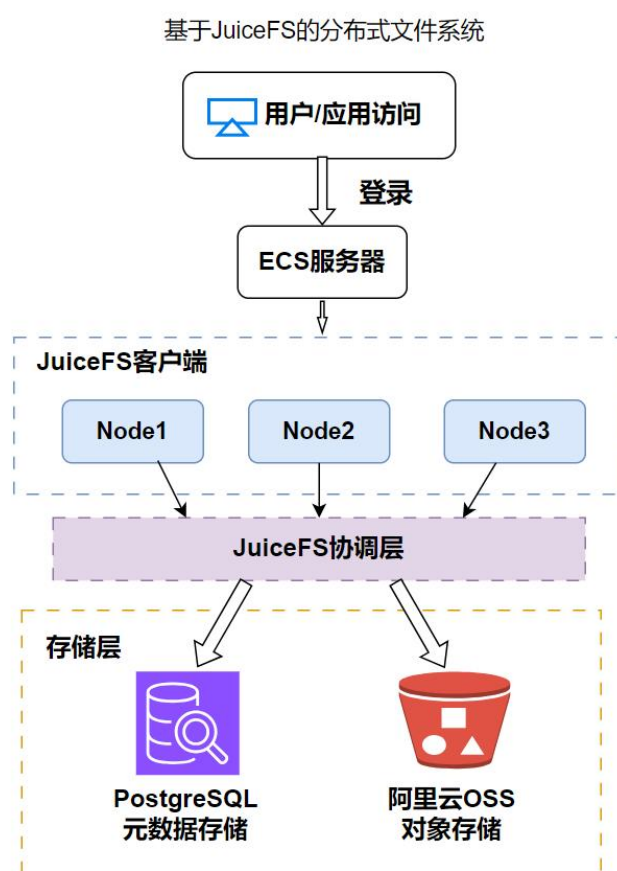 基于JuiceFS的分布式文件系统
用户/应用访问
登录
ECS服务器
JuiceFS客户端
Node1
Node2
Node3
JuiceFS协调层
存储层
PostgreSQL
元数据存储
阿里云OSS
对象存储